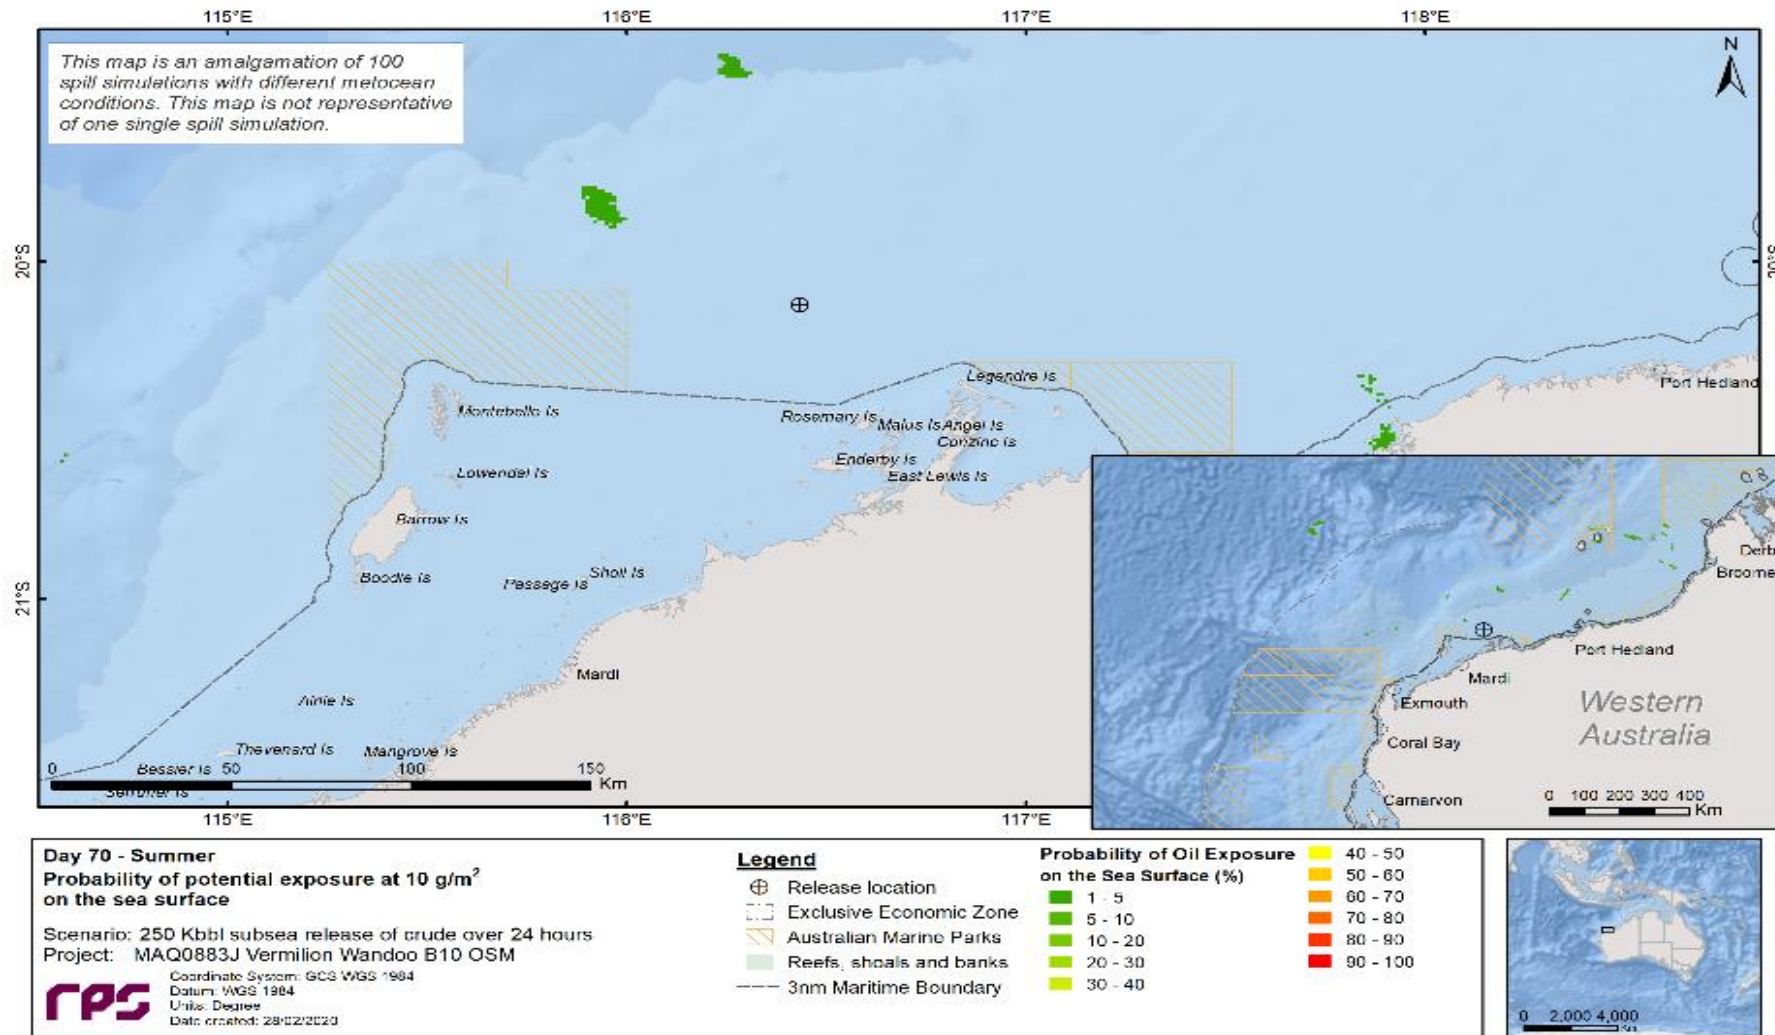 115°E
116°E
117°E
118°E
This map is an amalgamation of 100
spill simulations with different metocean
conditions. This map is not representative
of one single spill simulation.
N
20°S
20°S
Legendre Is
Port Hedland
Montebello Is
Rosemary Is
Malus Is
Angel Is
Conzinc Is
Enderby Is
East Lewis Is
Lowendal Is
Barrow Is
Boodie Is
Passage Is
Sholl Is
21°S
Mardi
Airlie Is
Thevenard Is
Mangrove Is
Bessier Is
Serrurier Is
0 50 100 150
Km
Broome
Port Hedland
Mardi
Exmouth
Western
Australia
Coral Bay
Carnarvon
0 100 200 300 400
Km
115°E
116°E
117°E
Day 70 - Summer
Probability of potential exposure at 10 g/m²
on the sea surface
Scenario: 250 Kbbl subsea release of crude over 24 hours
Project: MAQ0883J Vermilion Wandoo B10 OSM
rps
Coordinate System: GCS WGS 1984
Datum: WGS 1984
Units: Degree
Date created: 28/02/2020
Legend
Release location
Exclusive Economic Zone
Australian Marine Parks
Reefs, shoals and banks
3nm Maritime Boundary
Probability of Oil Exposure
on the Sea Surface (%)
1 - 5
5 - 10
10 - 20
20 - 30
30 - 40
40 - 50
50 - 60
60 - 70
70 - 80
80 - 90
90 - 100
0 2,000 4,000
Km